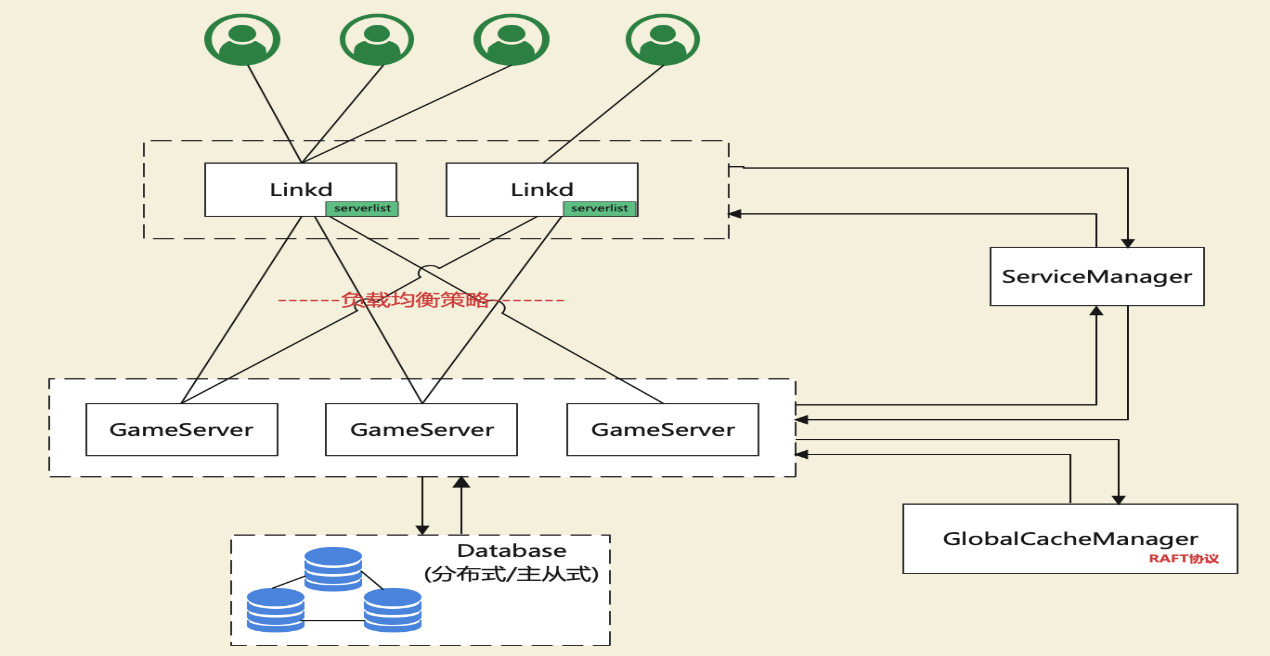 Linkd
serverlist
Linkd
serverlist
ServiceManager
------负载均衡策略------
GameServer
GameServer
GameServer
GlobalCacheManager
RAFT协议
Database
(分布式/主从式)